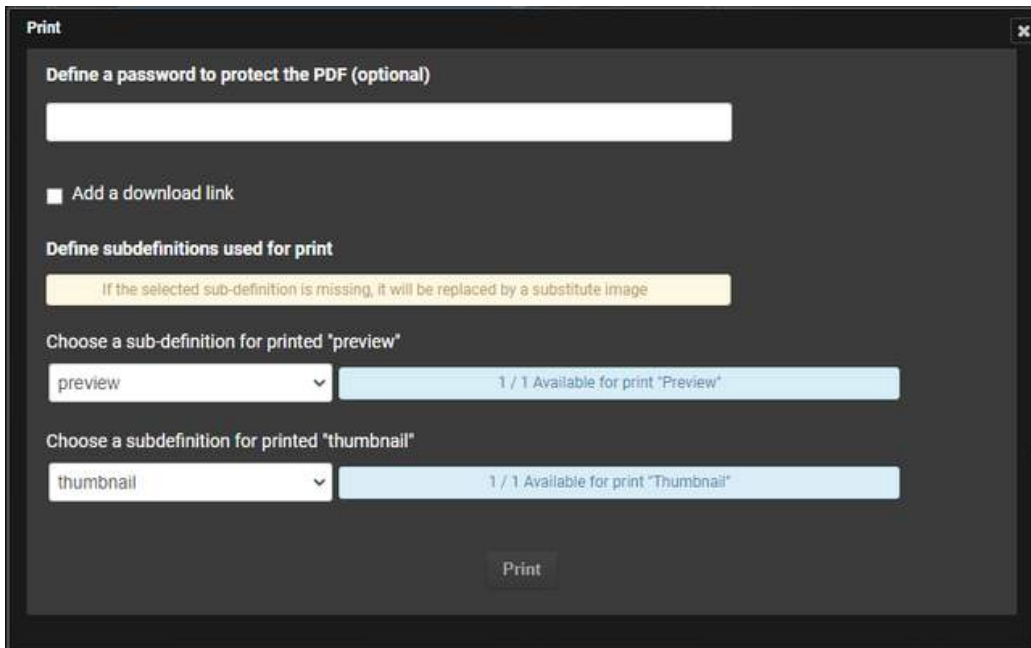 Print
Define a password to protect the PDF (optional)
Add a download link
Define subdefinitions used for print
If the selected sub-definition is missing, it will be replaced by a substitute image
Choose a sub-definition for printed "preview"
preview
1 / 1 Available for print "Preview"
Choose a subdefinition for printed "thumbnail"
thumbnail
1 / 1 Available for print "Thumbnail"
Print